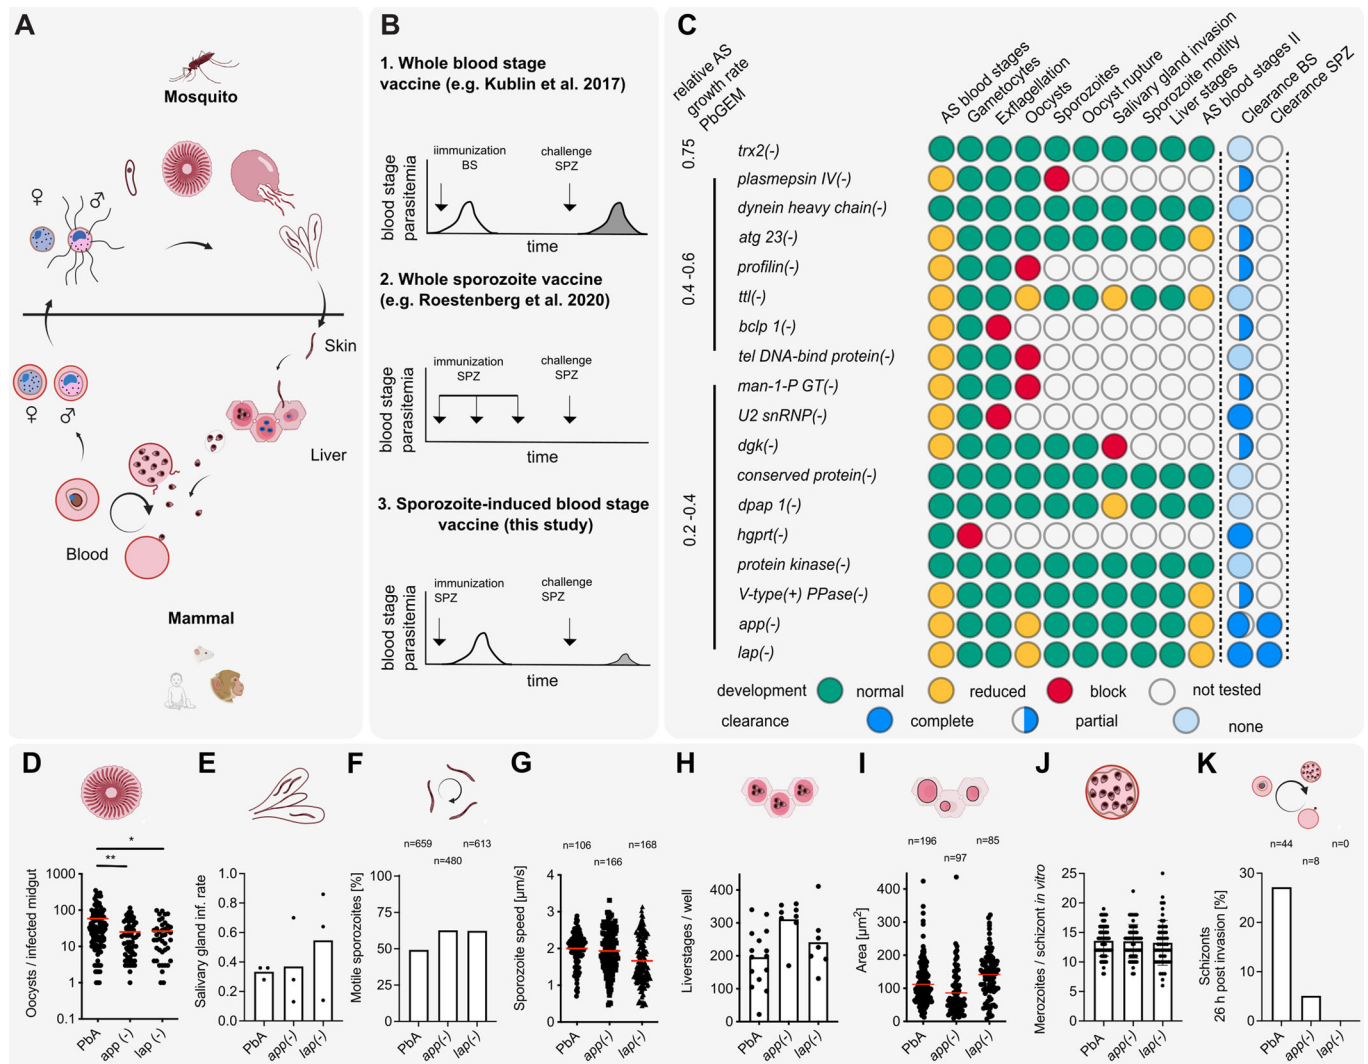 A
Mosquito
♀
♂
Skin
♀
♂
Liver
Blood
Mammal
B
1. Whole blood stage
vaccine (e.g. Kublin et al. 2017)
blood stage
parasitemia
iimmunization
BS
challenge
SPZ
time
2. Whole sporozoite vaccine
(e.g. Roestenberg et al. 2020)
blood stage
parasitemia
immunization
SPZ
challenge
SPZ
time
3. Sporozoite-induced blood stage
vaccine (this study)
blood stage
parasitemia
immunization
SPZ
challenge
SPZ
time
C
relative AS
growth rate
PbGEM
AS blood stages
Gametocytes
Exflagellation
Oocysts
Sporozoites
Oocyst rupture
Salivary gland invasion
Sporozoite motlity
Liver stages
AS blood stages II
Clearance BS
Clearance SPZ
0.75
0.4 -0.6
0.2 -0.4
trx2(-)
plasmepsin IV(-)
dynein heavy chain(-)
atg 23(-)
profilin(-)
ttl(-)
bclp 1(-)
tel DNA-bind protein(-)
man-1-P GT(-)
U2 snRNP(-)
dgk(-)
conserved protein(-)
dpap 1(-)
hgprt(-)
protein kinase(-)
V-type(+) PPase(-)
app(-)
lap(-)
development normal reduced block not tested
clearance complete partial none
D
Oocysts / infected midgut
1000
100
10
1
0.1
*
**
PbA
app (-)
lap (-)
E
Salivary gland inf. rate
1.0
0.8
0.6
0.4
0.2
0.0
PbA
app(-)
lap(-)
F
Motile sporozoites [%]
100
75
50
25
0
n=659
n=480
n=613
PbA
app(-)
lap(-)
G
Sporozoite speed [µm/s]
4
3
2
1
0
n=106
n=166
n=168
PbA
app(-)
lap(-)
H
Liverstages / well
400
300
200
100
0
PbA
app(-)
lap(-)
I
Area [µm²]
400
300
200
100
0
n=196
n=97
n=85
PbA
app(-)
lap(-)
J
Merozoites / schizont in vitro
25
20
15
10
5
0
PbA
app(-)
lap(-)
K
Schizonts
26 h post invasion [%]
30
20
10
0
n=44
n=8
n=0
PbA
app(-)
lap(-)